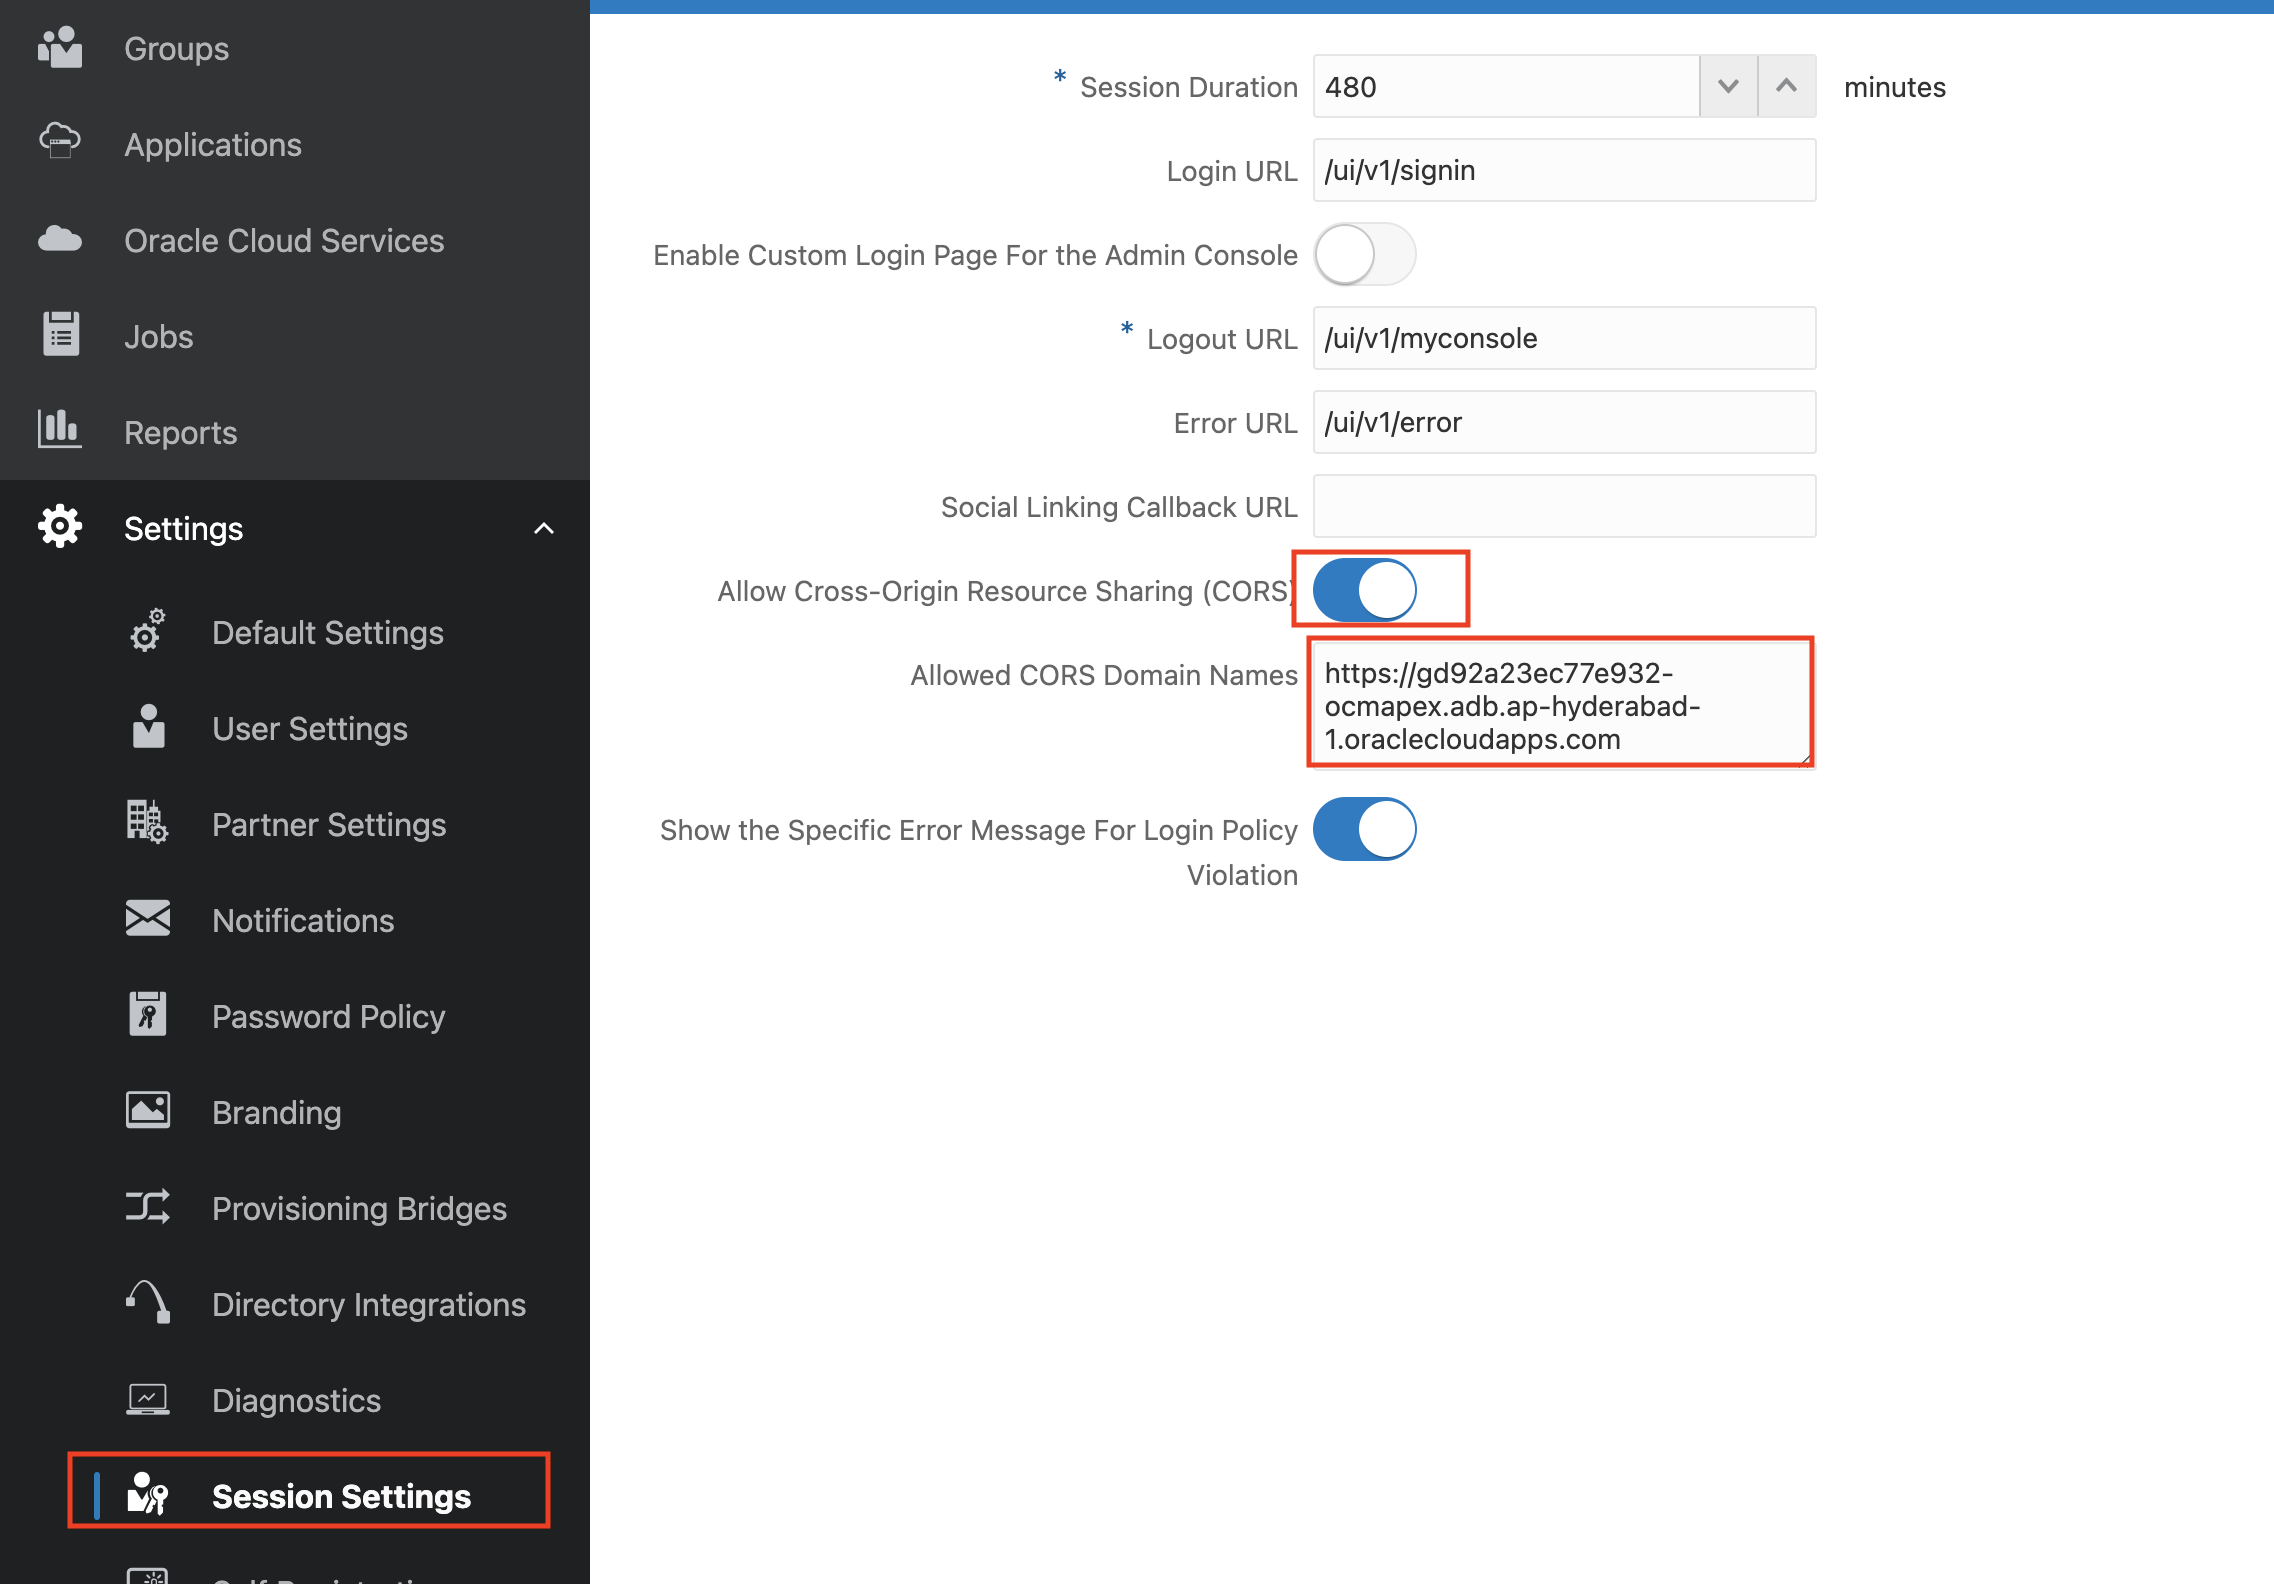 Groups
Applications
Oracle Cloud Services
Jobs
Reports
Settings
Default Settings
User Settings
Partner Settings
Notifications
Password Policy
Branding
Provisioning Bridges
Directory Integrations
Diagnostics
Session Settings
* Session Duration 480 minutes
Login URL /ui/v1/signin
Enable Custom Login Page For the Admin Console
* Logout URL /ui/v1/myconsole
Error URL /ui/v1/error
Social Linking Callback URL
Allow Cross-Origin Resource Sharing (CORS)
Allowed CORS Domain Names https://gd92a23ec77e932-
ocmapex.adb.ap-hyderabad-
1.oraclecloudapps.com
Show the Specific Error Message For Login Policy
Violation